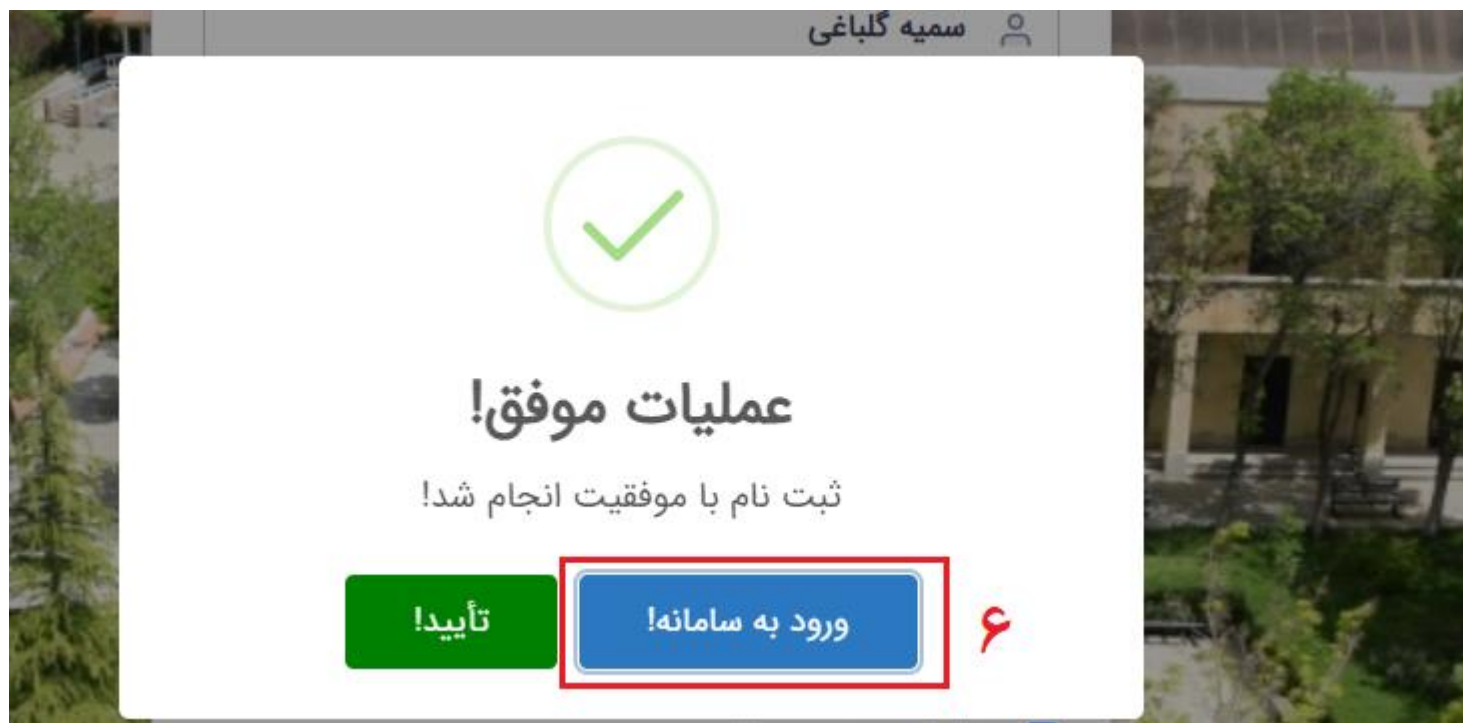 سمیه گلباغی
عملیات موفق!
ثبت نام با موفقیت انجام شد!
۶ ورود به سامانه! تأیید!